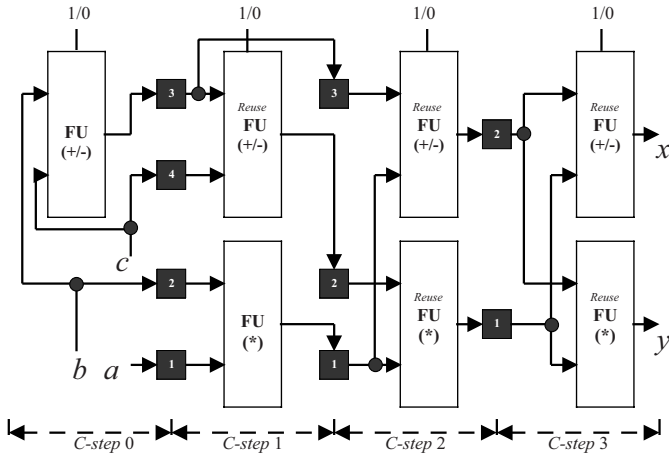 1/0 1/0 1/0 1/0
3 3
Reuse Reuse Reuse
FU FU FU FU
(+/-) (+/-) (+/-) (+/-)
2
x
4
c
2 2
Reuse Reuse
FU FU FU
(*) (*) (*)
1
y
b a 1 1
C-step 0 C-step 1 C-step 2 C-step 3